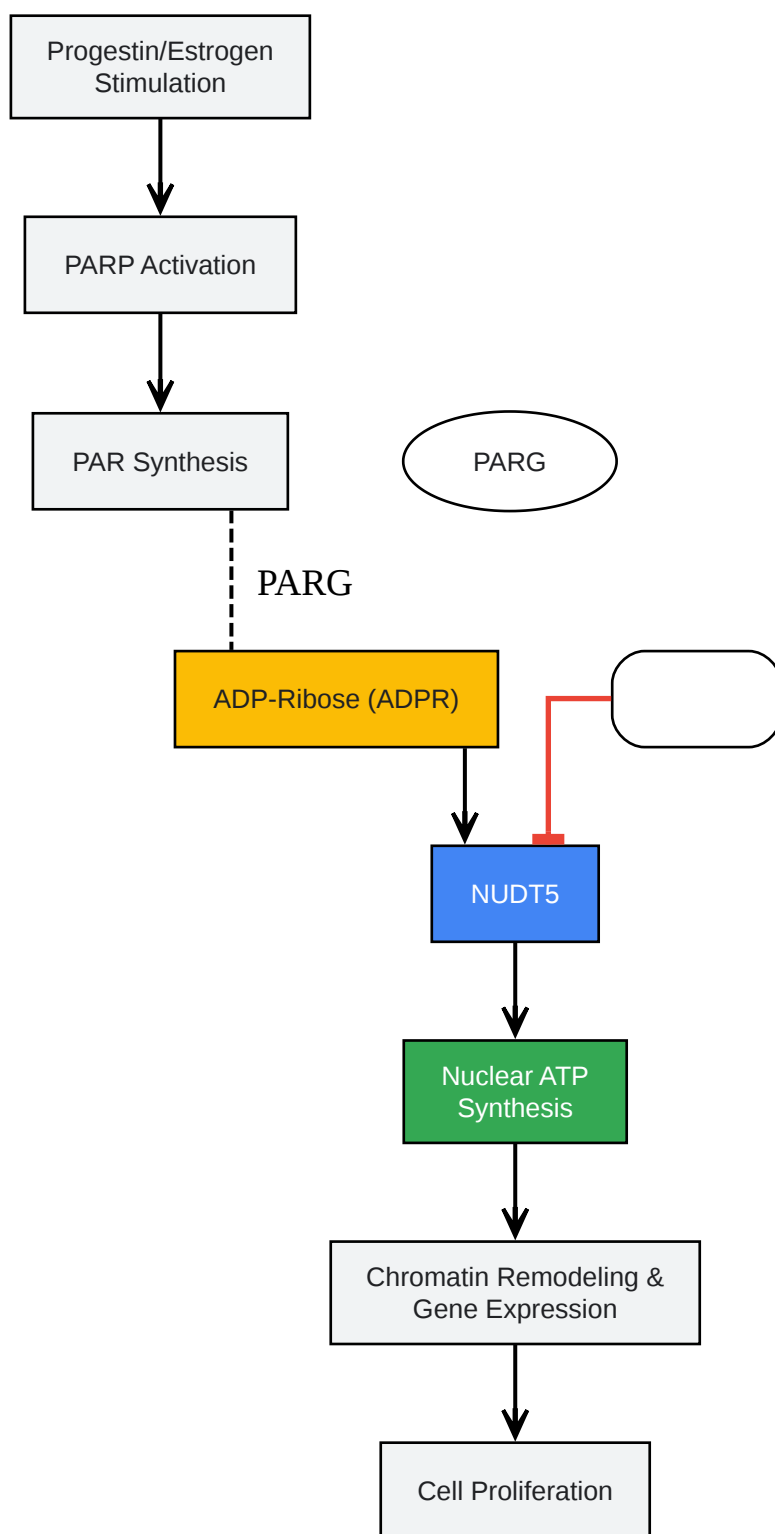 Progestin/Estrogen
Stimulation
PARP Activation
PAR Synthesis
PARG
PARG
ADP-Ribose (ADPR)
NUDT5
Nuclear ATP
Synthesis
Chromatin Remodeling &
Gene Expression
Cell Proliferation